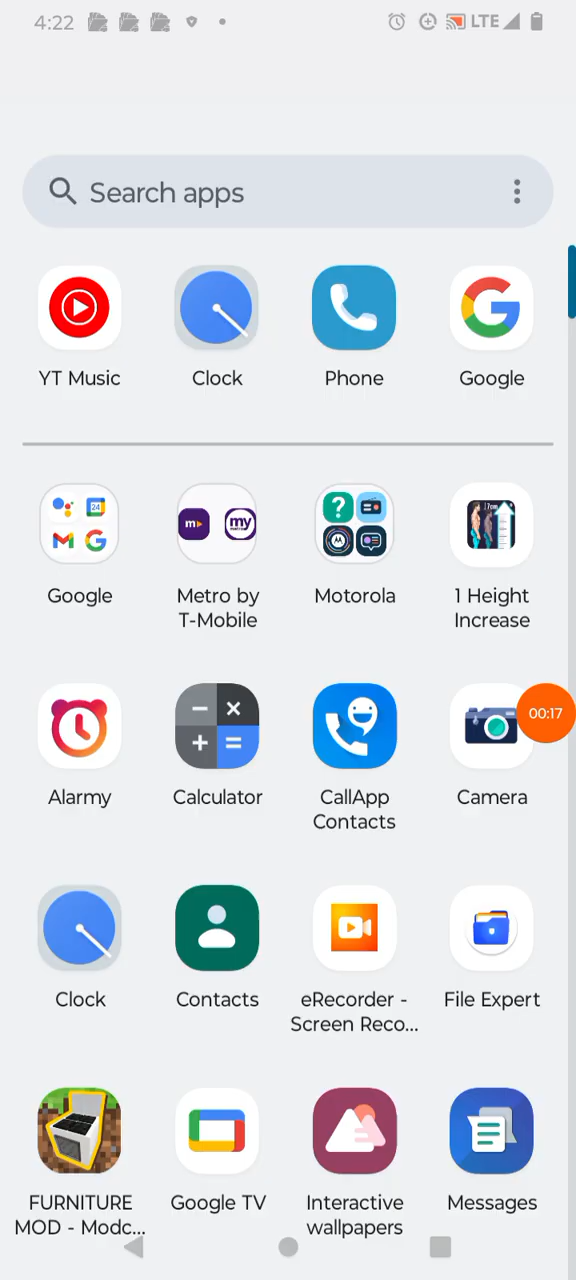 4:22 LTE
Search apps
YT Music Clock Phone Google
Google Metro by Motorola 1 Height
T-Mobile Increase
00:17
Alarmy Calculator CallApp Camera
Contacts
Clock Contacts eRecorder - File Expert
Screen Reco...
FURNITURE Google TV Interactive Messages
MOD - Modc... wallpapers